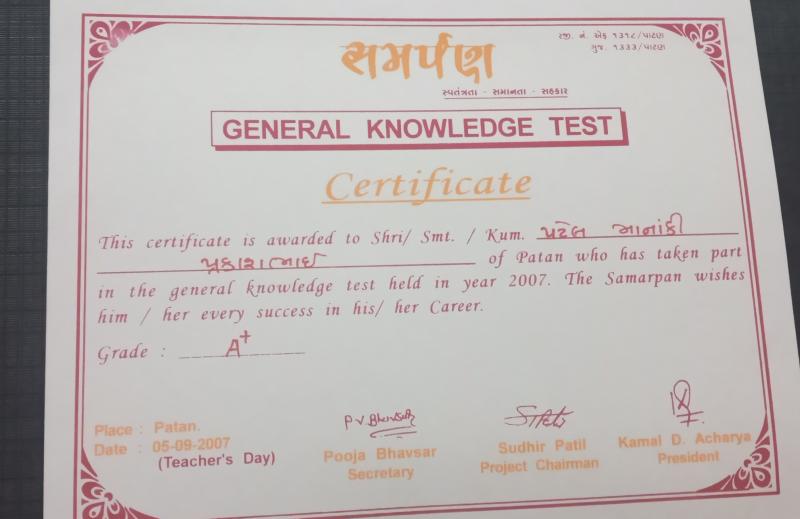 સમર્પણ
રજી. નં. એફ ૧૩૧૮/પાટણ
ગુજ. ૧૩૩૩/પાટણ
સ્વતંત્રતા - સમાનતા - સહકાર
GENERAL KNOWLEDGE TEST
Certificate
This certificate is awarded to Shri/ Smt. / Kum. પટેલ માનાંકી
પ્રકાશભાઈ of Patan who has taken part
in the general knowledge test held in year 2007. The Samarpan wishes
him / her every success in his/ her Career.
Grade : A+
P V Bhavsar
Place : Patan.
Date : 05-09-2007
(Teacher's Day)
Pooja Bhavsar
Secretary
Sudhir Patil
Project Chairman
Kamal D. Acharya
President